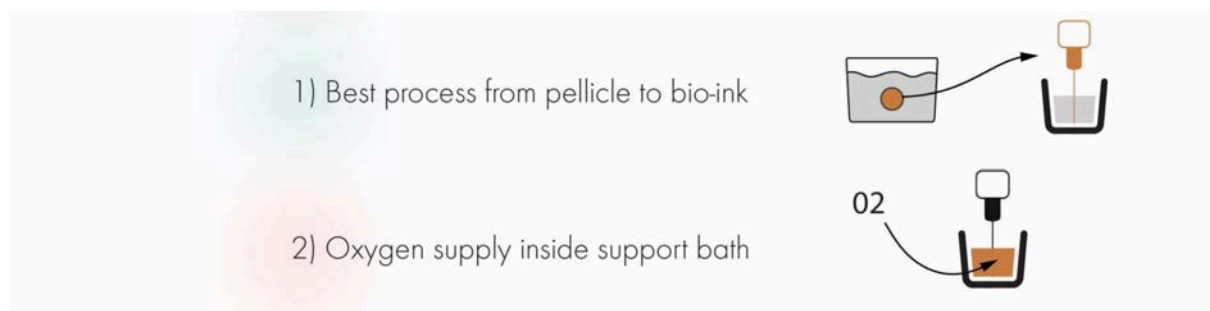 1) Best process from pellicle to bio-ink
02
2) Oxygen supply inside support bath